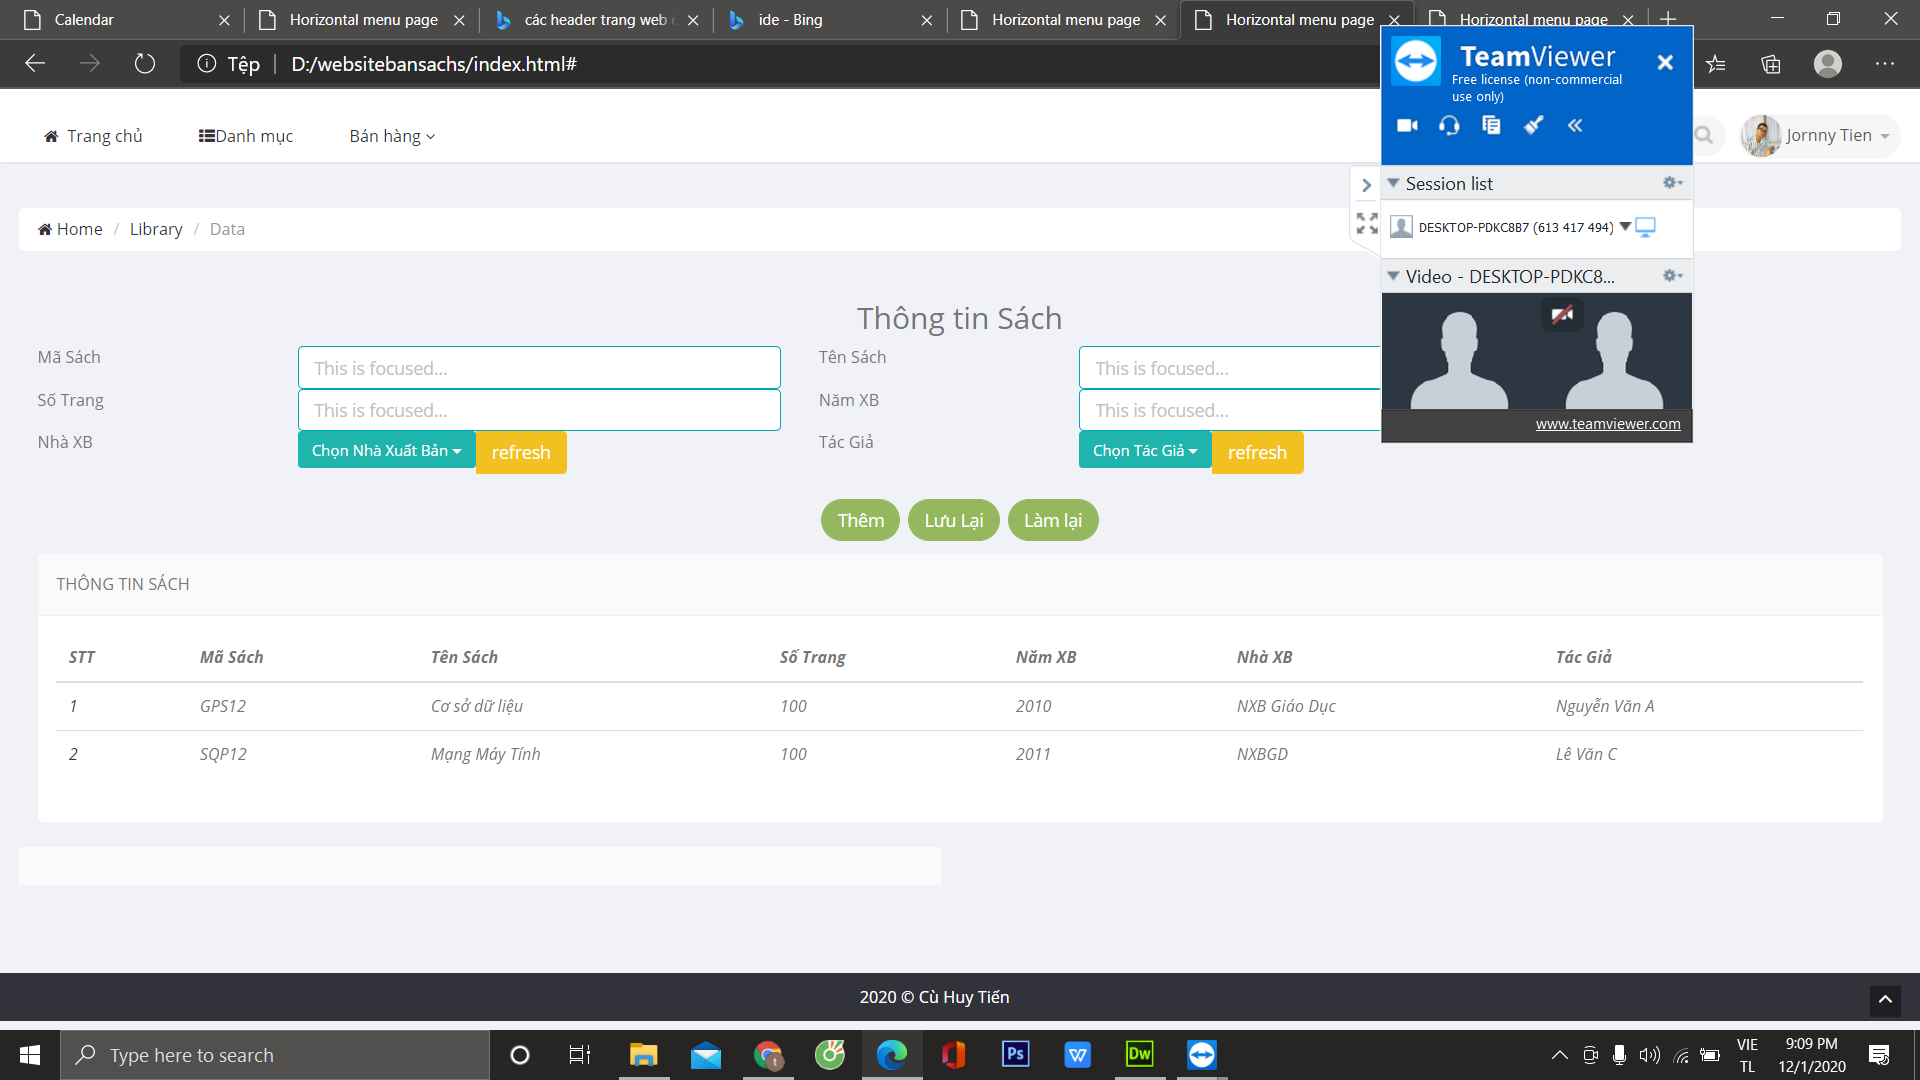 Calendar
Horizontal menu page
các header trang web
ide - Bing
Horizontal menu page
Horizontal menu page
Horizontal menu page
Tệp
D:/websitebansachs/index.html#
TeamViewer
Free license (non-commercial
use only)
Trang chủ
Danh mục
Bán hàng
Jornny Tien
Session list
DESKTOP-PDKC8B7 (613 417 494)
Home / Library / Data
Video - DESKTOP-PDKC8...
www.teamviewer.com
Thông tin Sách
Mã Sách
This is focused...
Tên Sách
This is focused...
Số Trang
This is focused...
Năm XB
This is focused...
Nhà XB
Chọn Nhà Xuất Bản
refresh
Tác Giả
Chọn Tác Giả
refresh
Thêm
Lưu Lại
Làm lại
THÔNG TIN SÁCH
STT Mã Sách Tên Sách Số Trang Năm XB Nhà XB Tác Giả
1 GPS12 Cơ sở dữ liệu 100 2010 NXB Giáo Dục Nguyễn Văn A
2 SQP12 Mạng Máy Tính 100 2011 NXBGD Lê Văn C
2020 © Cù Huy Tiến
Type here to search
Ps
W
Dw
VIE
TL
9:09 PM
12/1/2020